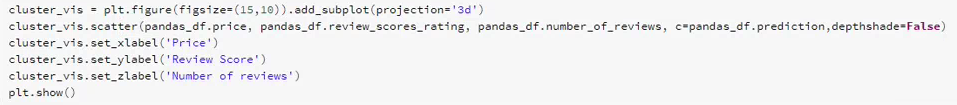 cluster_vis = plt.figure(figsize=(15,10)).add_subplot(projection='3d')
cluster_vis.scatter(pandas_df.price, pandas_df.review_scores_rating, pandas_df.number_of_reviews, c=pandas_df.prediction,depthshade=False)
cluster_vis.set_xlabel('Price')
cluster_vis.set_ylabel('Review Score')
cluster_vis.set_zlabel('Number of reviews')
plt.show()